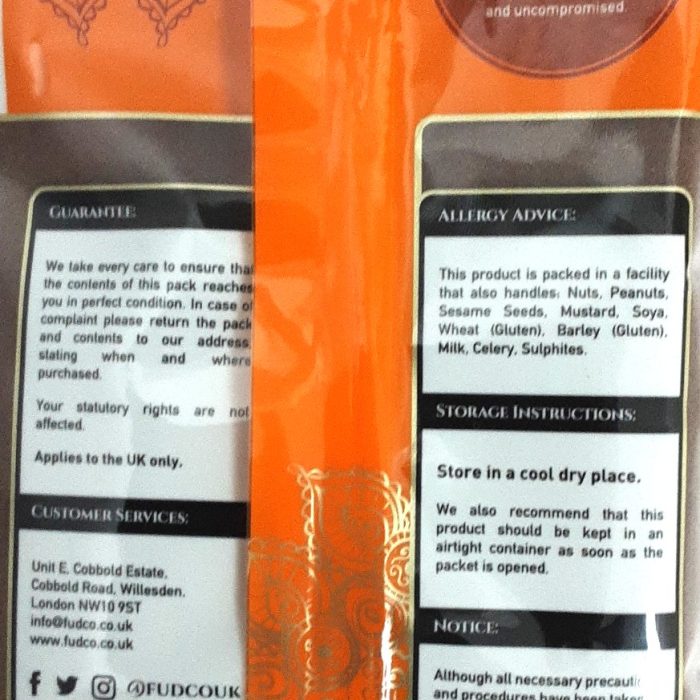 and uncompromised.
GUARANTEE:
We take every care to ensure that
the contents of this pack reaches
you in perfect condition. In case of
complaint please return the pack
and contents to our address
stating when and where
purchased.
Your statutory rights are not
affected.
Applies to the UK only.
CUSTOMER SERVICES:
Unit E, Cobbold Estate,
Cobbold Road, Willesden,
London NW10 9ST
info@fudco.co.uk
www.fudco.co.uk
@FUDCOUK
ALLERGY ADVICE:
This product is packed in a facility
that also handles: Nuts, Peanuts,
Sesame Seeds, Mustard, Soya,
Wheat (Gluten), Barley (Gluten),
Milk, Celery, Sulphites.
STORAGE INSTRUCTIONS:
Store in a cool dry place.
We also recommend that this
product should be kept in an
airtight container as soon as the
packet is opened.
NOTICE:
Although all necessary precauti
and procedures have been taken